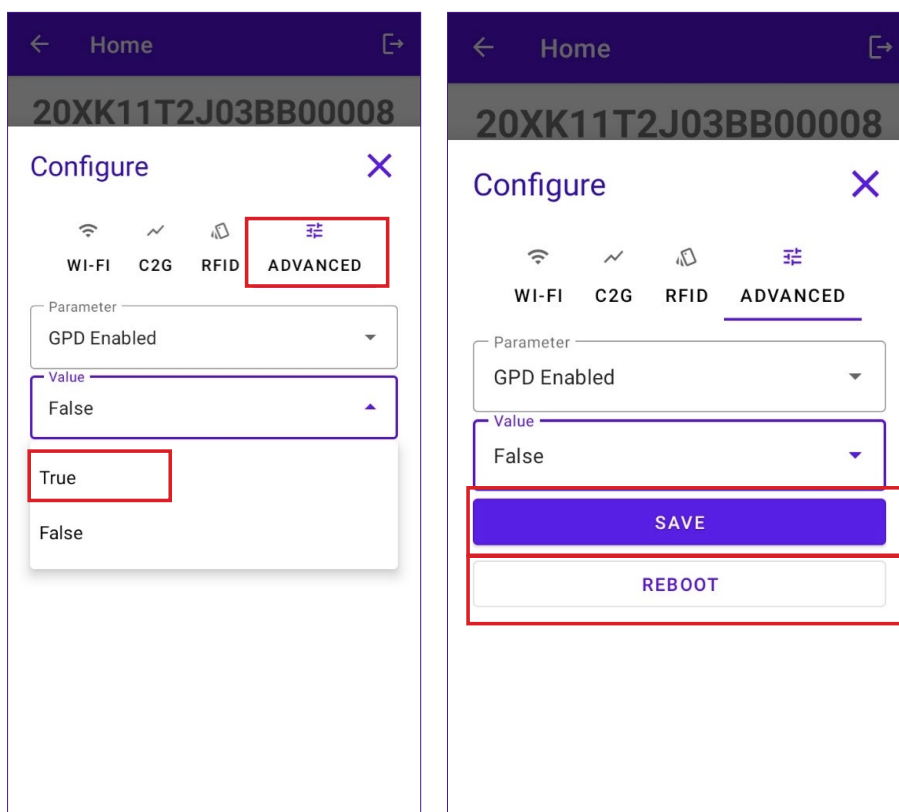 Home
20XK11T2J03BB00008
Configure
WI-FI C2G RFID ADVANCED
Parameter
GPD Enabled
Value
False
True
False
Home
20XK11T2J03BB00008
Configure
WI-FI C2G RFID ADVANCED
Parameter
GPD Enabled
Value
False
SAVE
REBOOT